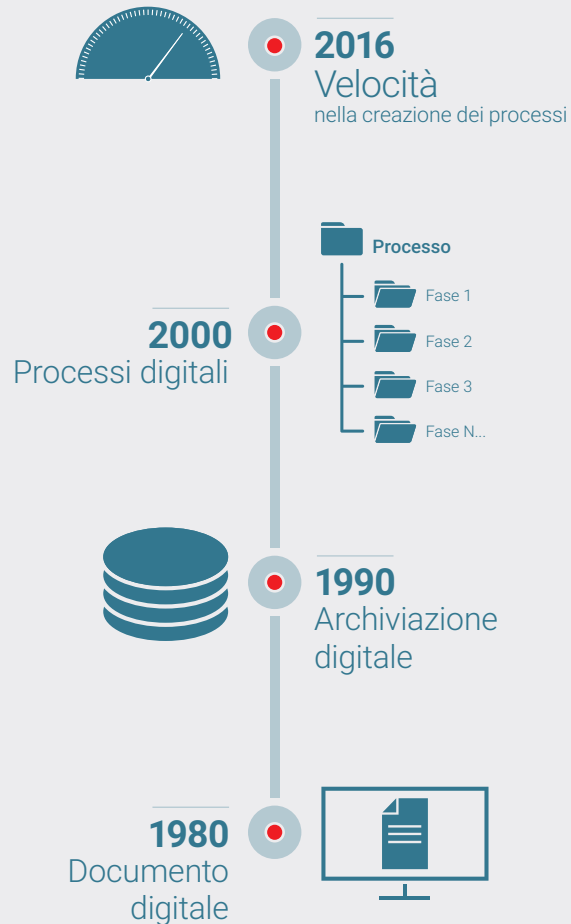 2016
Velocità
nella creazione dei processi
Processo
Fase 1
Fase 2
Fase 3
Fase N...
2000
Processi digitali
1990
Archiviazione
digitale
1980
Documento
digitale